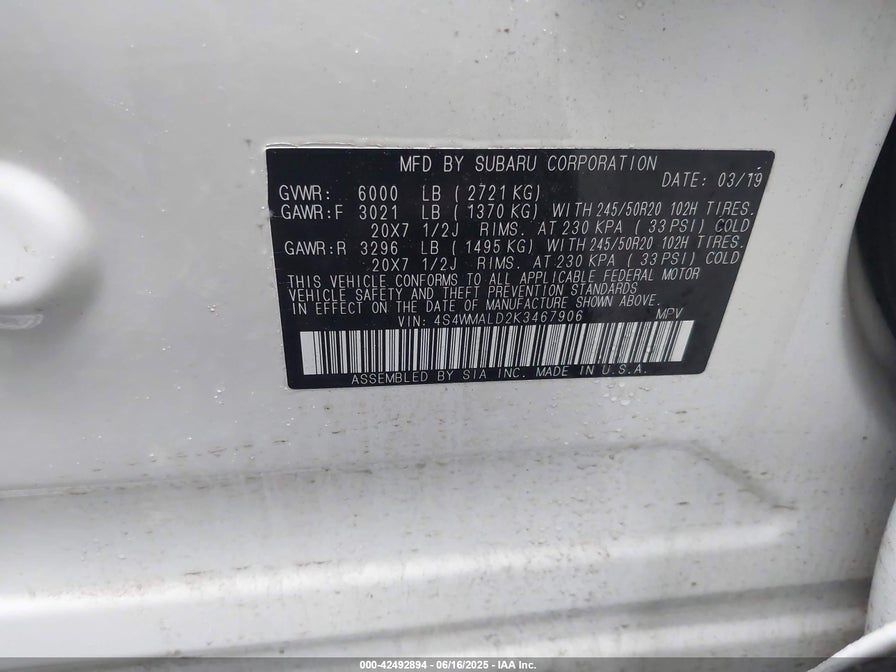 MFD BY SUBARU CORPORATION
DATE: 03/19
GVWR: 6000 LB ( 2721 KG)
GAWR:F 3021 LB ( 1370 KG) WITH 245/50R20 102H TIRES.
20X7 1/2J RIMS. AT 230 KPA ( 33 PSI) COLD
GAWR:R 3296 LB ( 1495 KG) WITH 245/50R20 102H TIRES.
20X7 1/2J RIMS. AT 230 KPA ( 33 PSI) COLD
THIS VEHICLE CONFORMS TO ALL APPLICABLE FEDERAL MOTOR
VEHICLE SAFETY AND THEFT PREVENTION STANDARDS
IN EFFECT ON THE DATE OF MANUFACTURE SHOWN ABOVE.
VIN: 4S4WMALD2K3467906 MPV
ASSEMBLED BY SIA INC. MADE IN U.S.A.
000-42492894 - 06/16/2025 - IAA Inc.